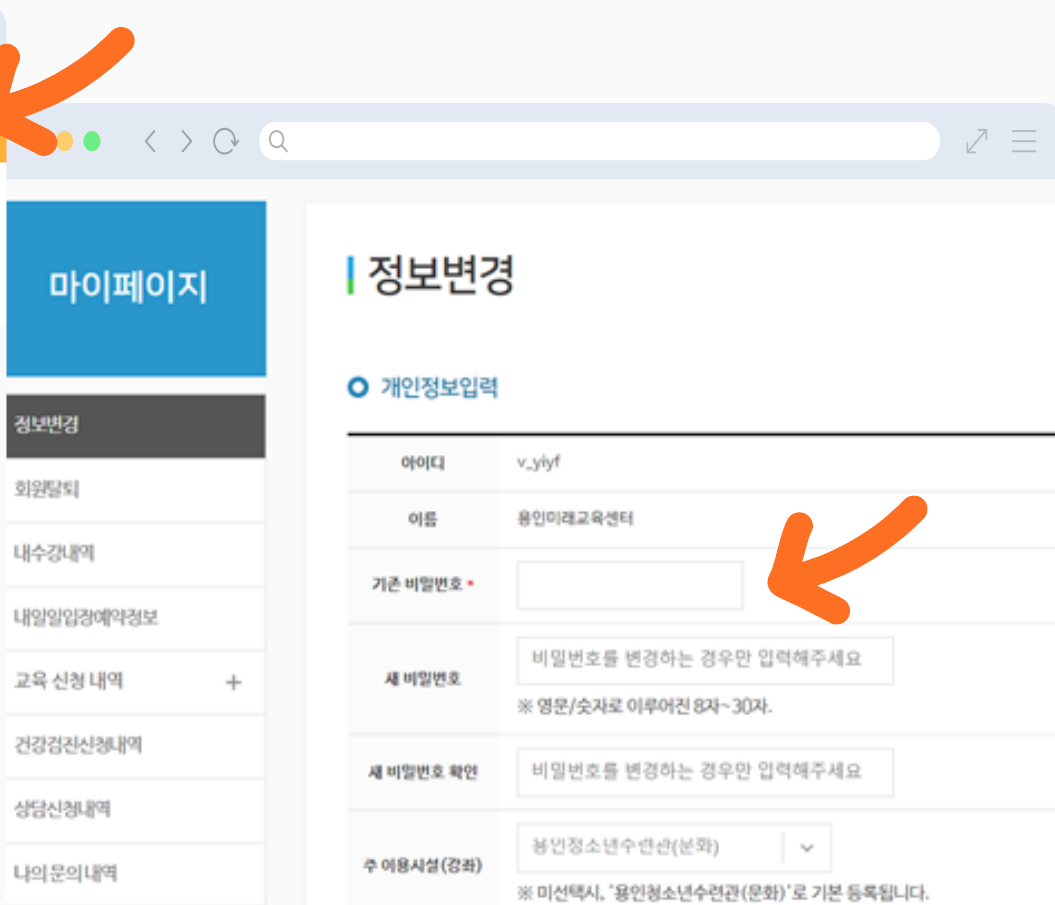 마이페이지
정보변경
회원탈퇴
내수강내역
내일일입장예약정보
교육 신청 내역 +
건강검진신청내역
상담신청내역
나의 문의 내역
정보변경
개인정보입력
아이디 v_yiyf
이름 용인미래교육센터
기존 비밀번호 *
새 비밀번호 비밀번호를 변경하는 경우만 입력해주세요
※ 영문/숫자로 이루어진 8자~30자.
새 비밀번호 확인 비밀번호를 변경하는 경우만 입력해주세요
주 이용시설(강좌) 용인청소년수련관(문화)
※ 미선택시, '용인청소년수련관(문화)'로 기본 등록됩니다.